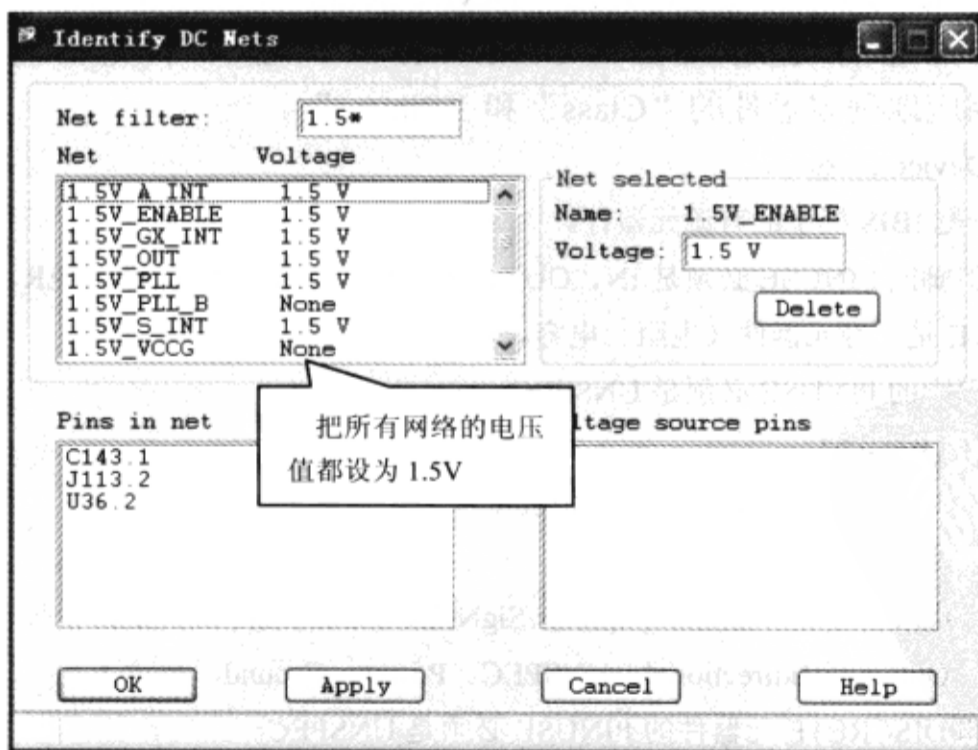 Identify DC Nets
Net filter: 1.5*
Net Voltage
1.5V_A_INT 1.5 V
1.5V_ENABLE 1.5 V
1.5V_GX_INT 1.5 V
1.5V_OUT 1.5 V
1.5V_PLL 1.5 V
1.5V_PLL_B None
1.5V_S_INT 1.5 V
1.5V_VCCG None
Net selected
Name: 1.5V_ENABLE
Voltage: 1.5 V
Delete
把所有网络的电压
值都设为 1.5V
Pins in net
C143.1
J113.2
U36.2
ltage source pins
OK Apply Cancel Help